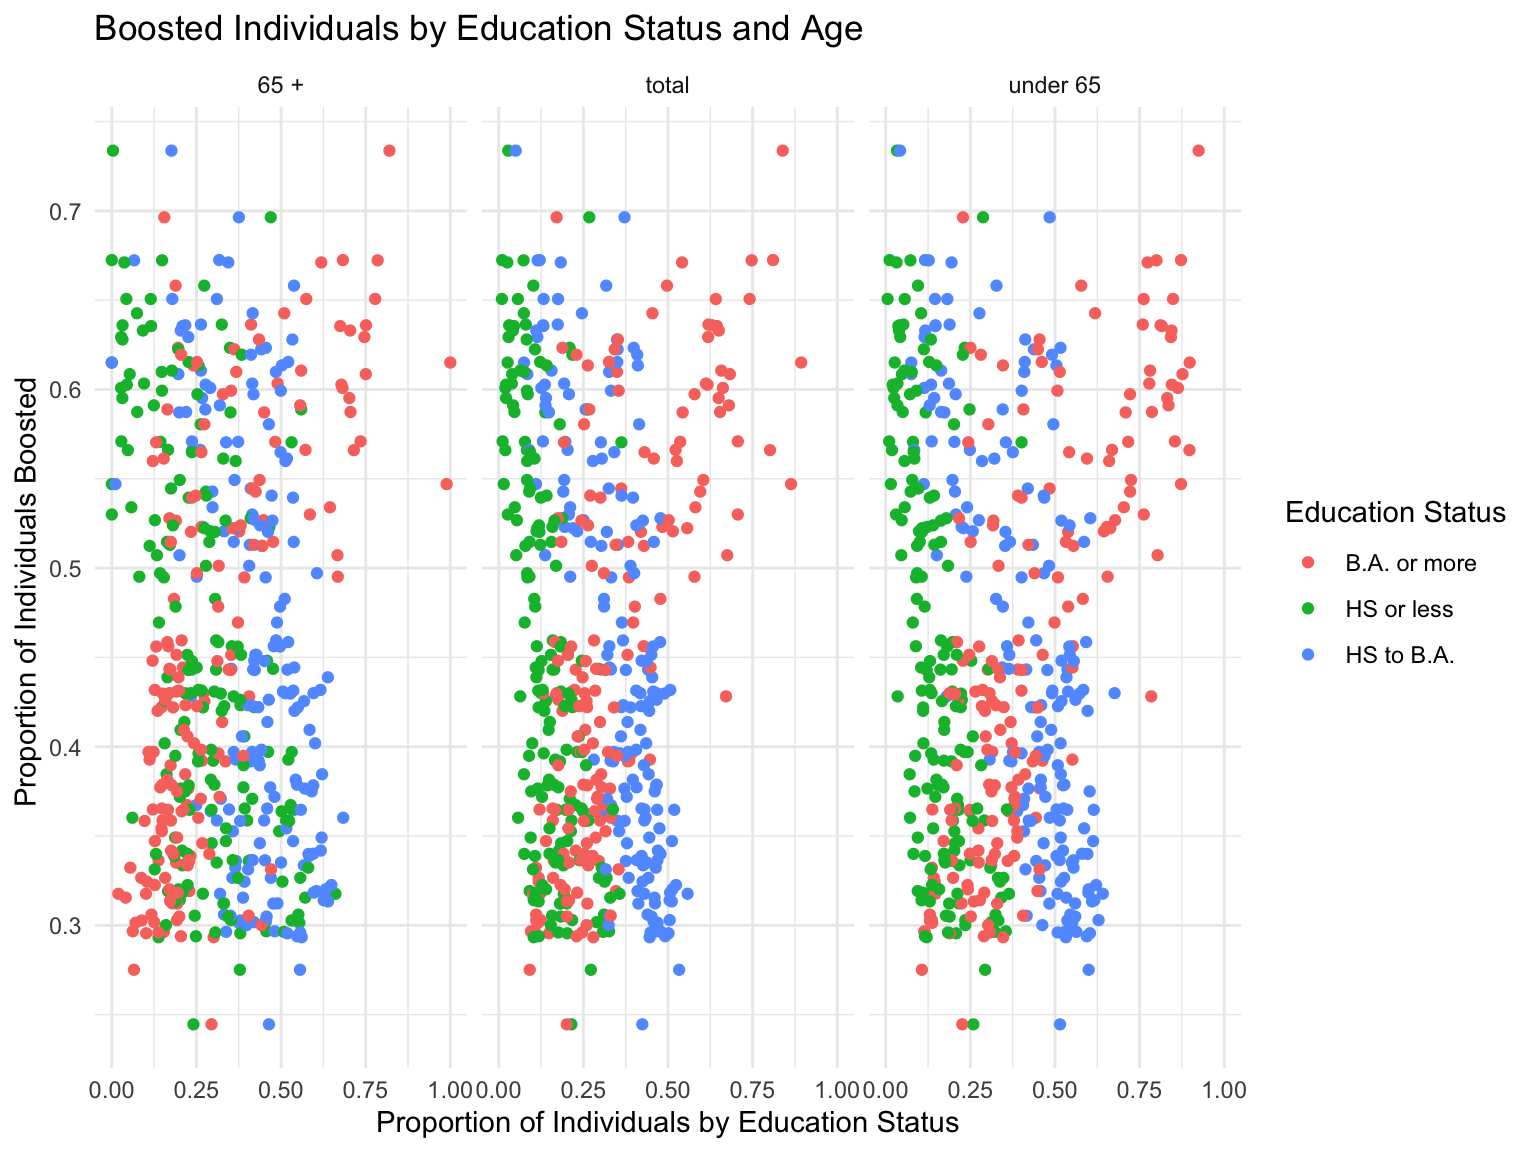 Boosted Individuals by Education Status and Age
65 +
total
under 65
Proportion of Individuals Boosted
0.7
0.6
0.5
0.4
0.3
0.00 0.25 0.50 0.75 1.00
0.00 0.25 0.50 0.75 1.00
0.00 0.25 0.50 0.75 1.00
Proportion of Individuals by Education Status
Education Status
B.A. or more
HS or less
HS to B.A.